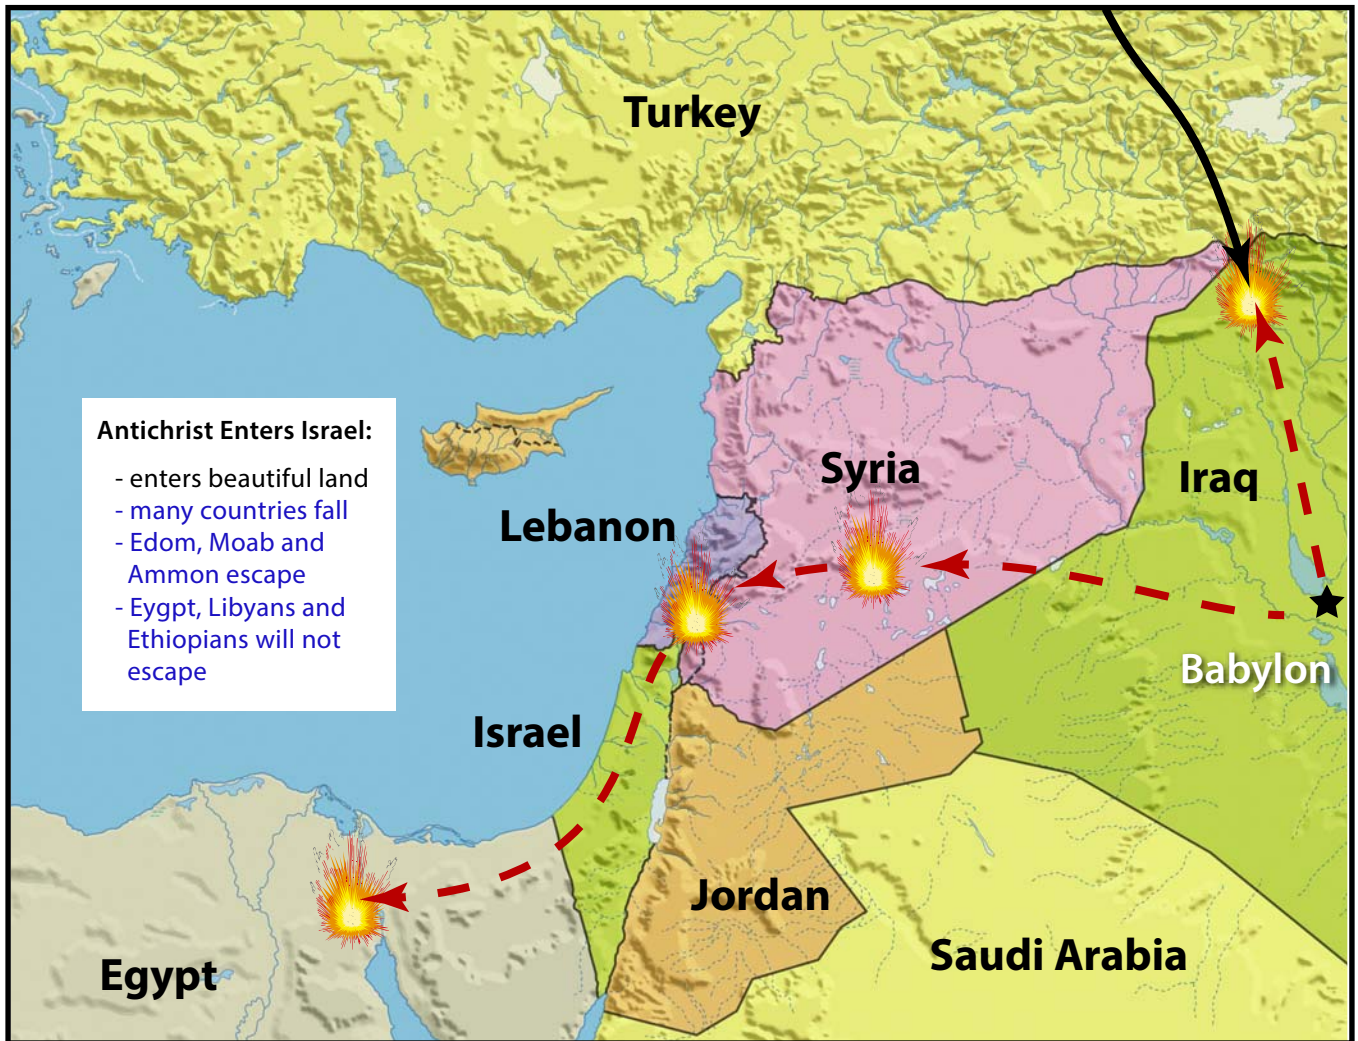 Turkey
Antichrist Enters Israel:
- enters beautiful land
- many countries fall
- Edom, Moab and
Ammon escape
- Eygpt, Libyans and
Ethiopians will not
escape
Syria
Iraq
Lebanon
Babylon
Israel
Jordan
Saudi Arabia
Egypt